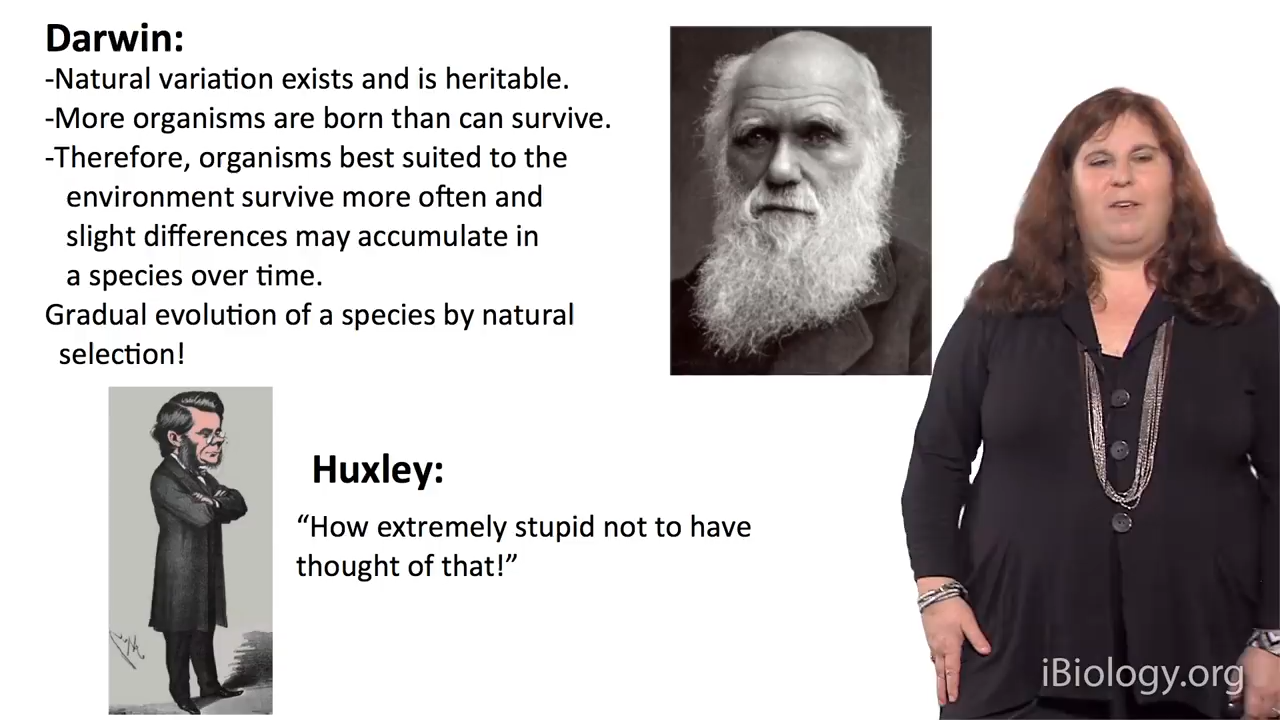 Darwin:
-Natural variation exists and is heritable.
-More organisms are born than can survive.
-Therefore, organisms best suited to the
environment survive more often and
slight differences may accumulate in
a species over time.
Gradual evolution of a species by natural
selection!
Huxley:
“How extremely stupid not to have
thought of that!”
iBiology.org